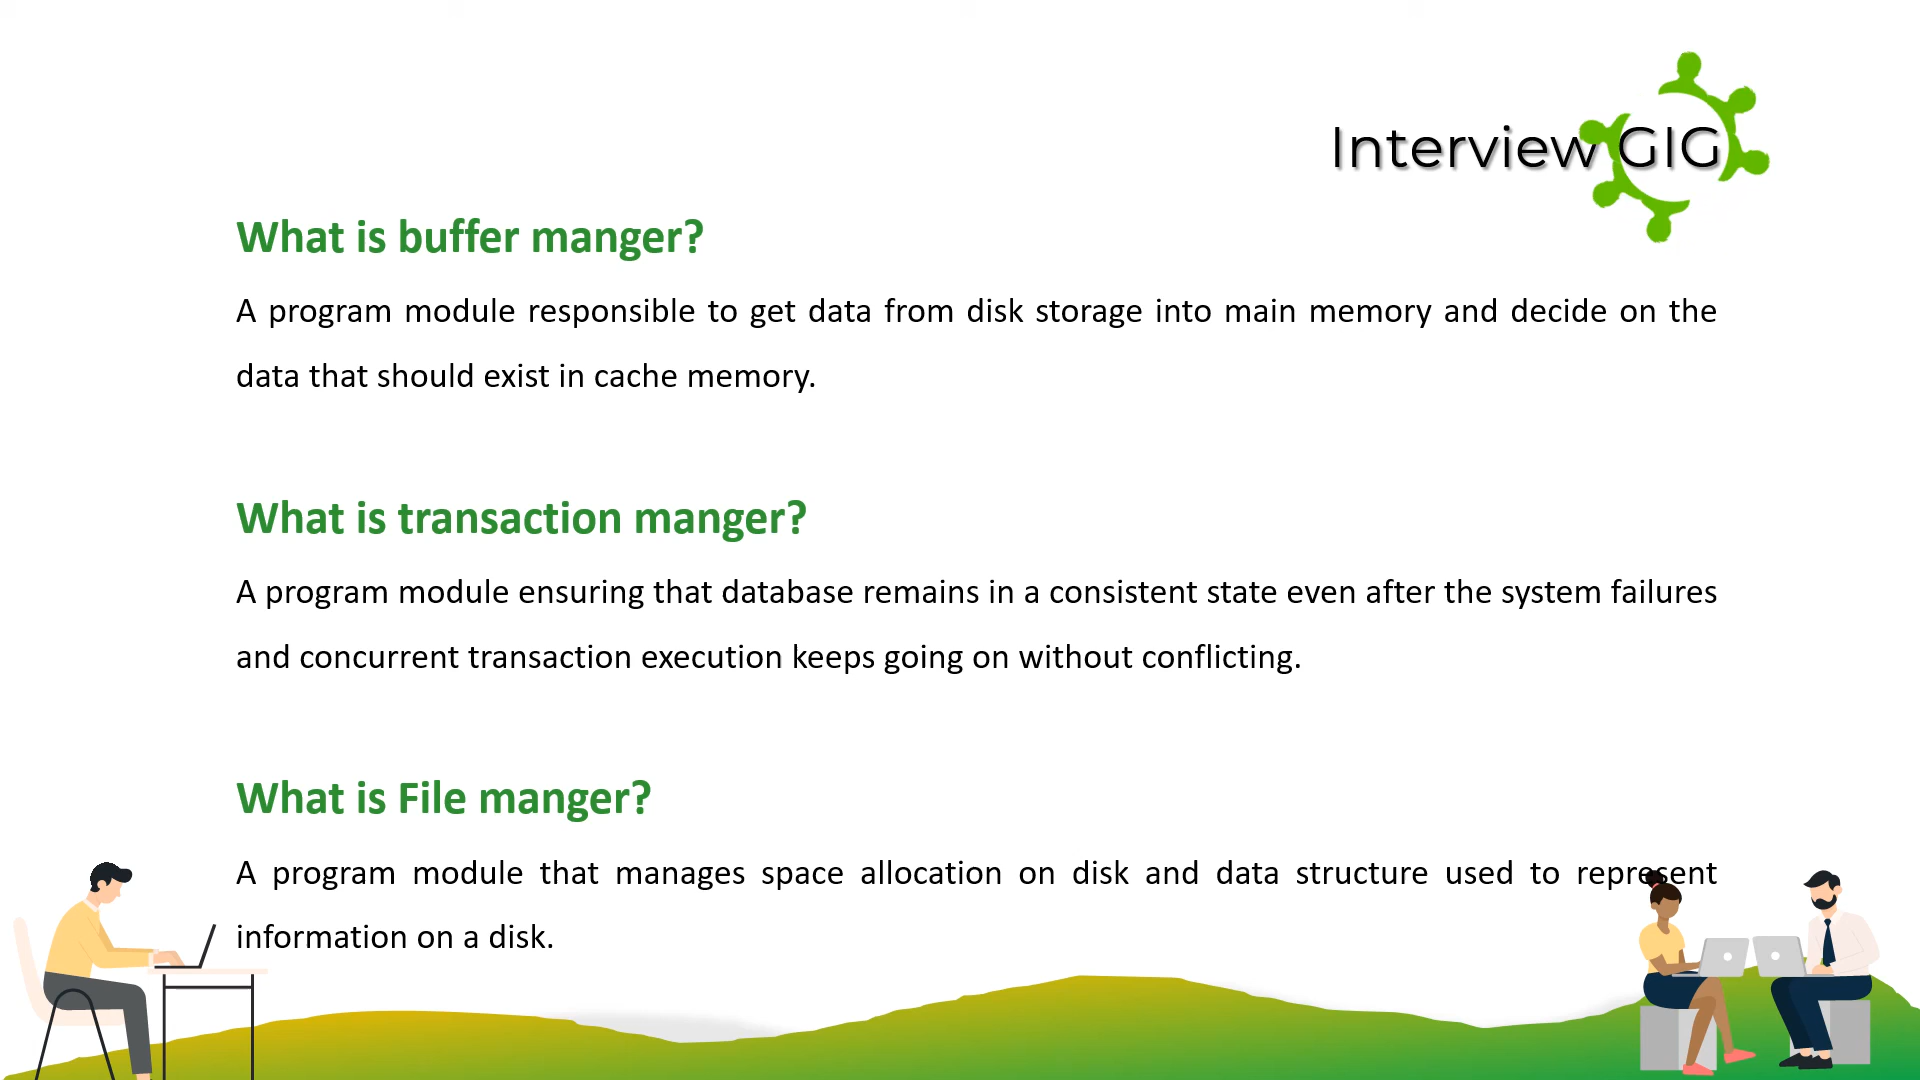 Interview GIG
What is buffer manger?
A program module responsible to get data from disk storage into main memory and decide on the
data that should exist in cache memory.
What is transaction manger?
A program module ensuring that database remains in a consistent state even after the system failures
and concurrent transaction execution keeps going on without conflicting.
What is File manger?
A program module that manages space allocation on disk and data structure used to represent
information on a disk.